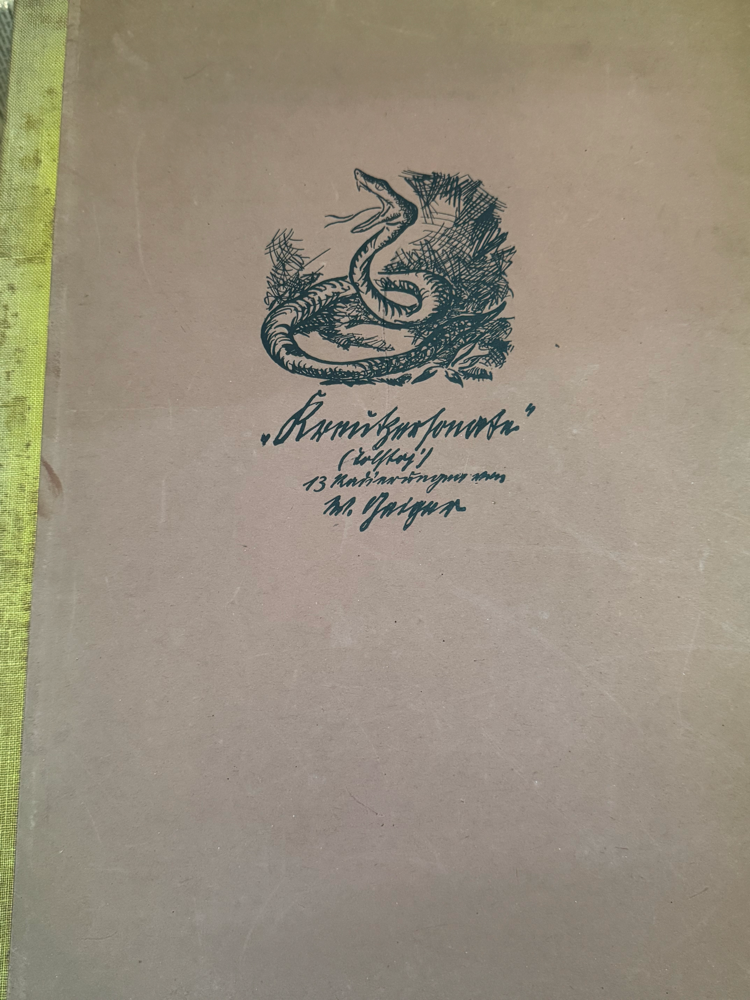 „Kreutzersonate"
(Tolstoj)
13 Radierungen von
W. Geiger